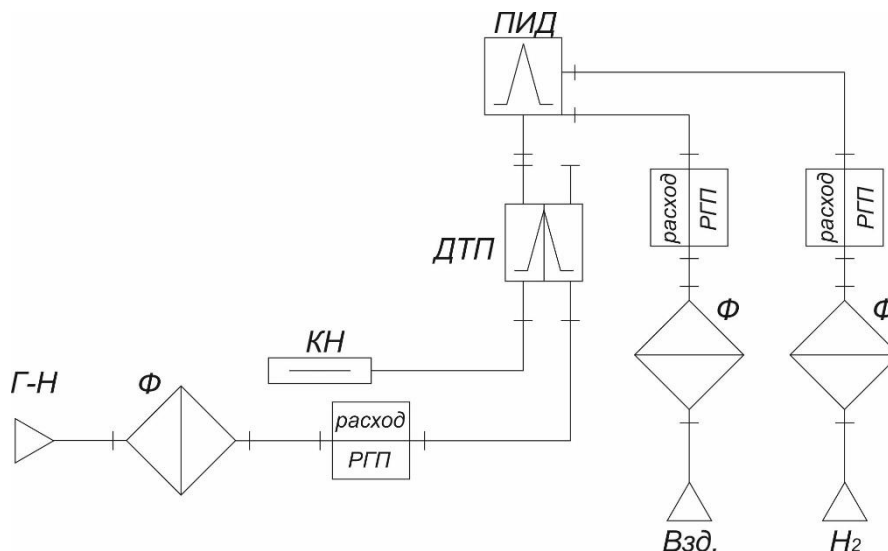 ПИД
расход
РГП
расход
РГП
ДТП
Ф
Ф
КН
Г-Н
Ф
расход
РГП
Взд.
H₂